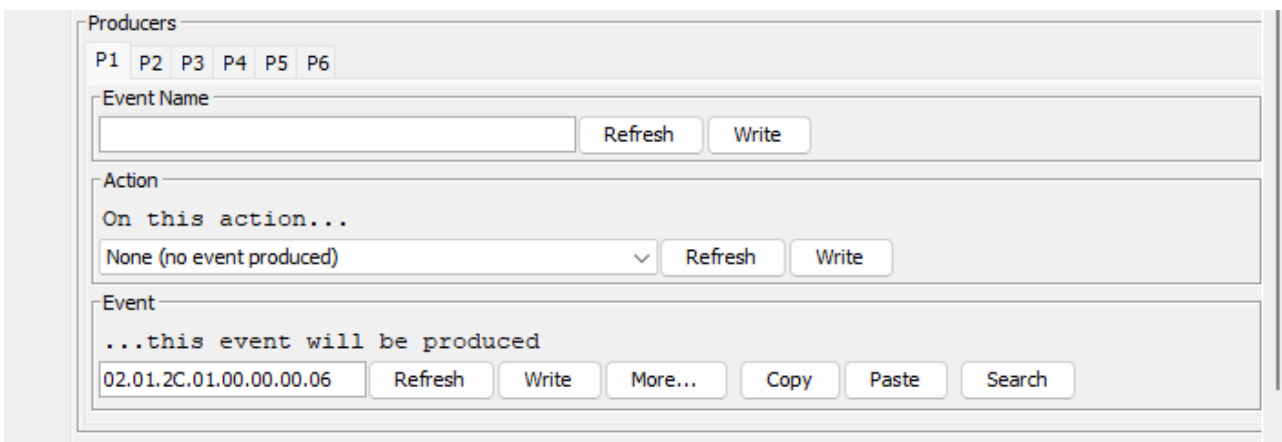 Producers
P1 P2 P3 P4 P5 P6
Event Name
Refresh Write
Action
On this action...
None (no event produced) Refresh Write
Event
...this event will be produced
02.01.2C.01.00.00.00.06 Refresh Write More... Copy Paste Search